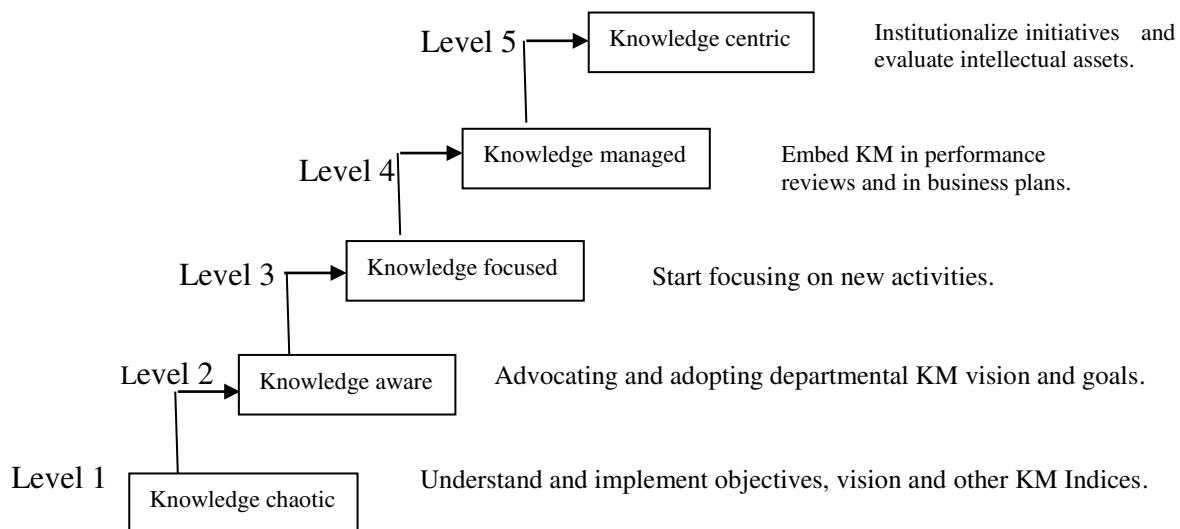 Level 5
Knowledge centric
Institutionalize initiatives and
evaluate intellectual assets.
Level 4
Knowledge managed
Embed KM in performance
reviews and in business plans.
Level 3
Knowledge focused
Start focusing on new activities.
Level 2
Knowledge aware
Advocating and adopting departmental KM vision and goals.
Level 1
Knowledge chaotic
Understand and implement objectives, vision and other KM Indices.